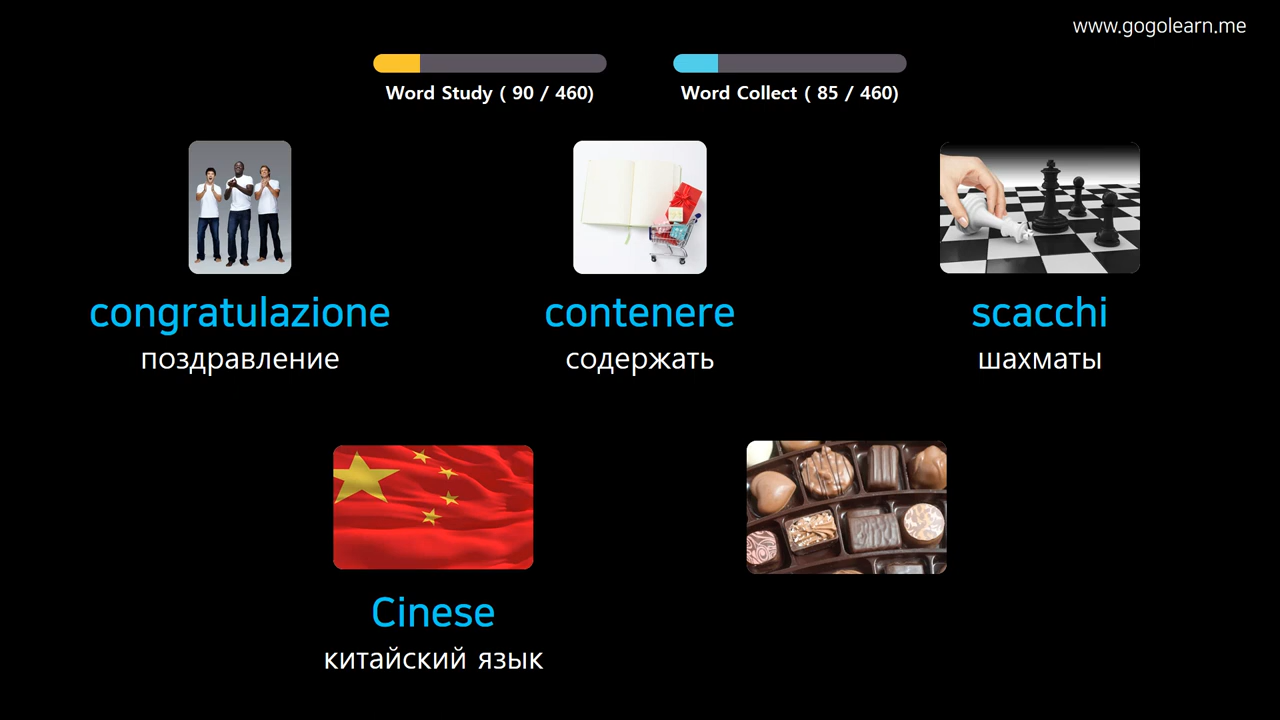 www.gogolearn.me
Word Study ( 90 / 460)
Word Collect ( 85 / 460)
congratulazione
contenere
scacchi
поздравление
содержать
шахматы
Cinese
китайский язык